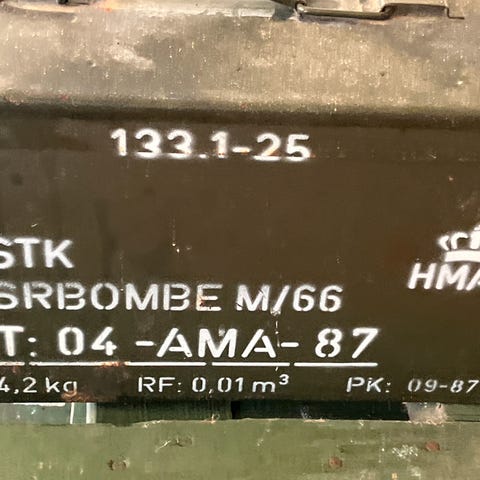 133.1-25
STK
SRBOMBE M/66
HMA
T: 04 -AMA- 87
4,2 kg RF: 0,01 m³ PK: 09-87